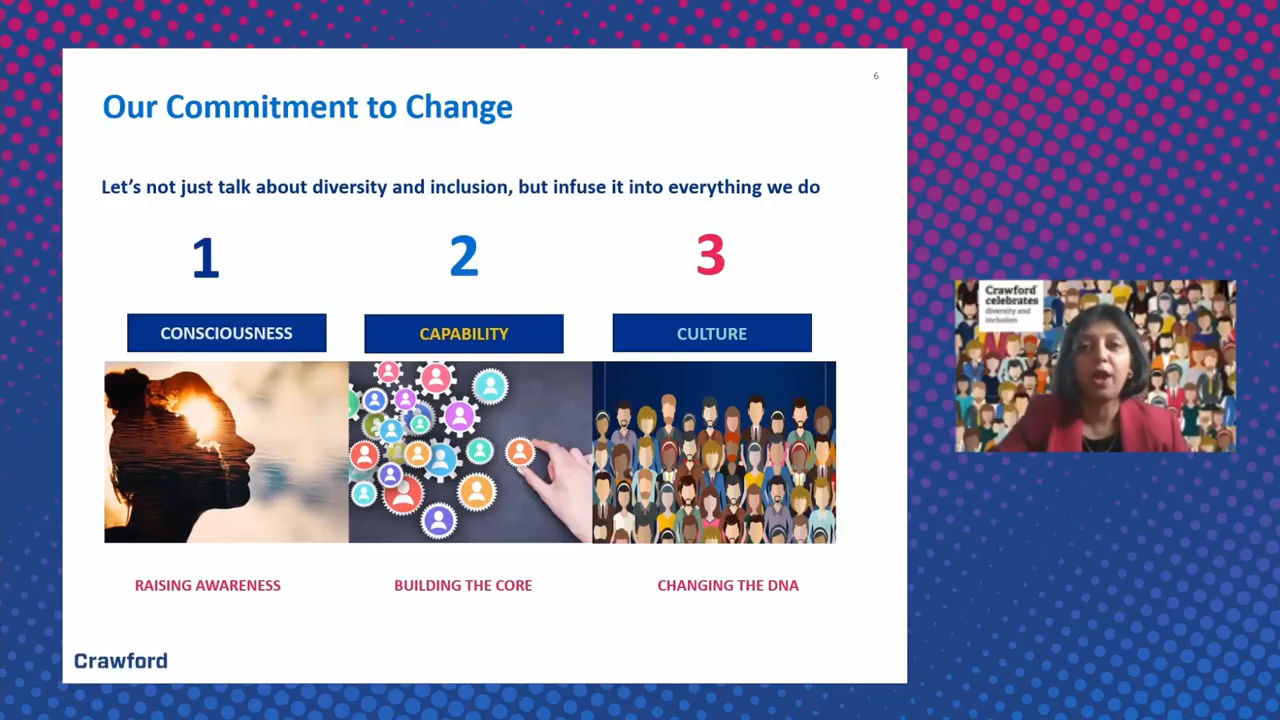 6
Our Commitment to Change
Let's not just talk about diversity and inclusion, but infuse it into everything we do
1
2
3
CONSCIOUSNESS
CAPABILITY
CULTURE
RAISING AWARENESS
BUILDING THE CORE
CHANGING THE DNA
Crawford
Crawford
celebrates
diversity and
inclusion